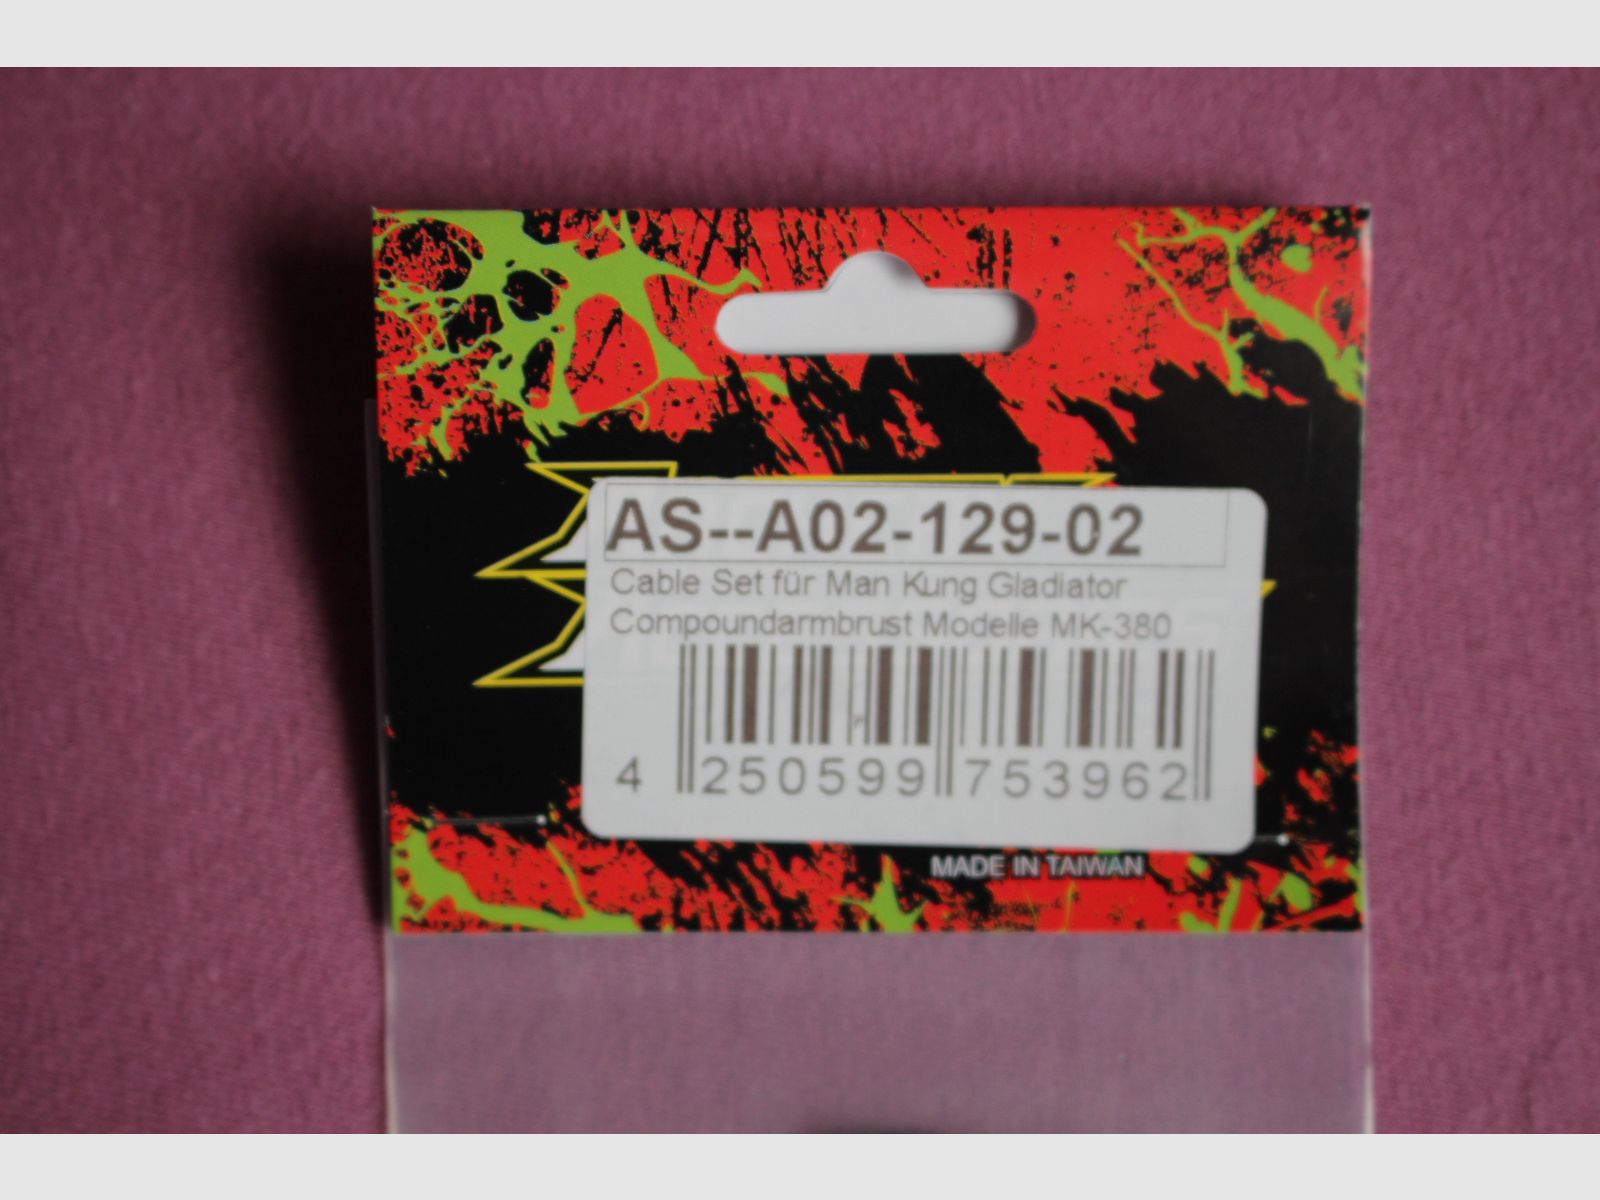 AS--A02-129-02
Cable Set für Man Kung Gladiator
Compoundarmbrust Modelle MK-380
4 250599 753962
MADE IN TAIWAN